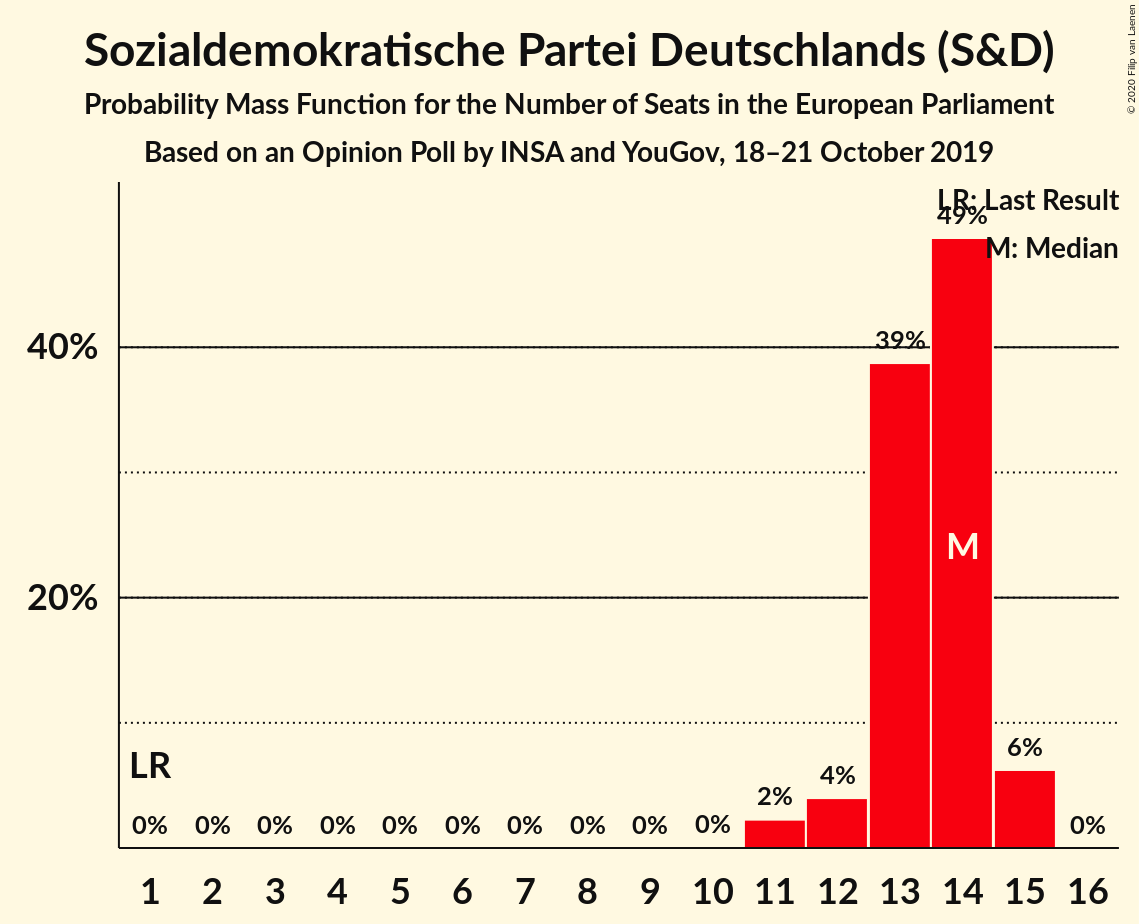 Sozialdemokratische Partei Deutschlands (S&D)
Probability Mass Function for the Number of Seats in the European Parliament
Based on an Opinion Poll by INSA and YouGov, 18–21 October 2019
© 2020 Filip van Laenen
LR: Last Result
M: Median
49%
40%
39%
M
20%
LR
6%
4%
2%
0% 0% 0% 0% 0% 0% 0% 0% 0% 0% 0%
1 2 3 4 5 6 7 8 9 10 11 12 13 14 15 16